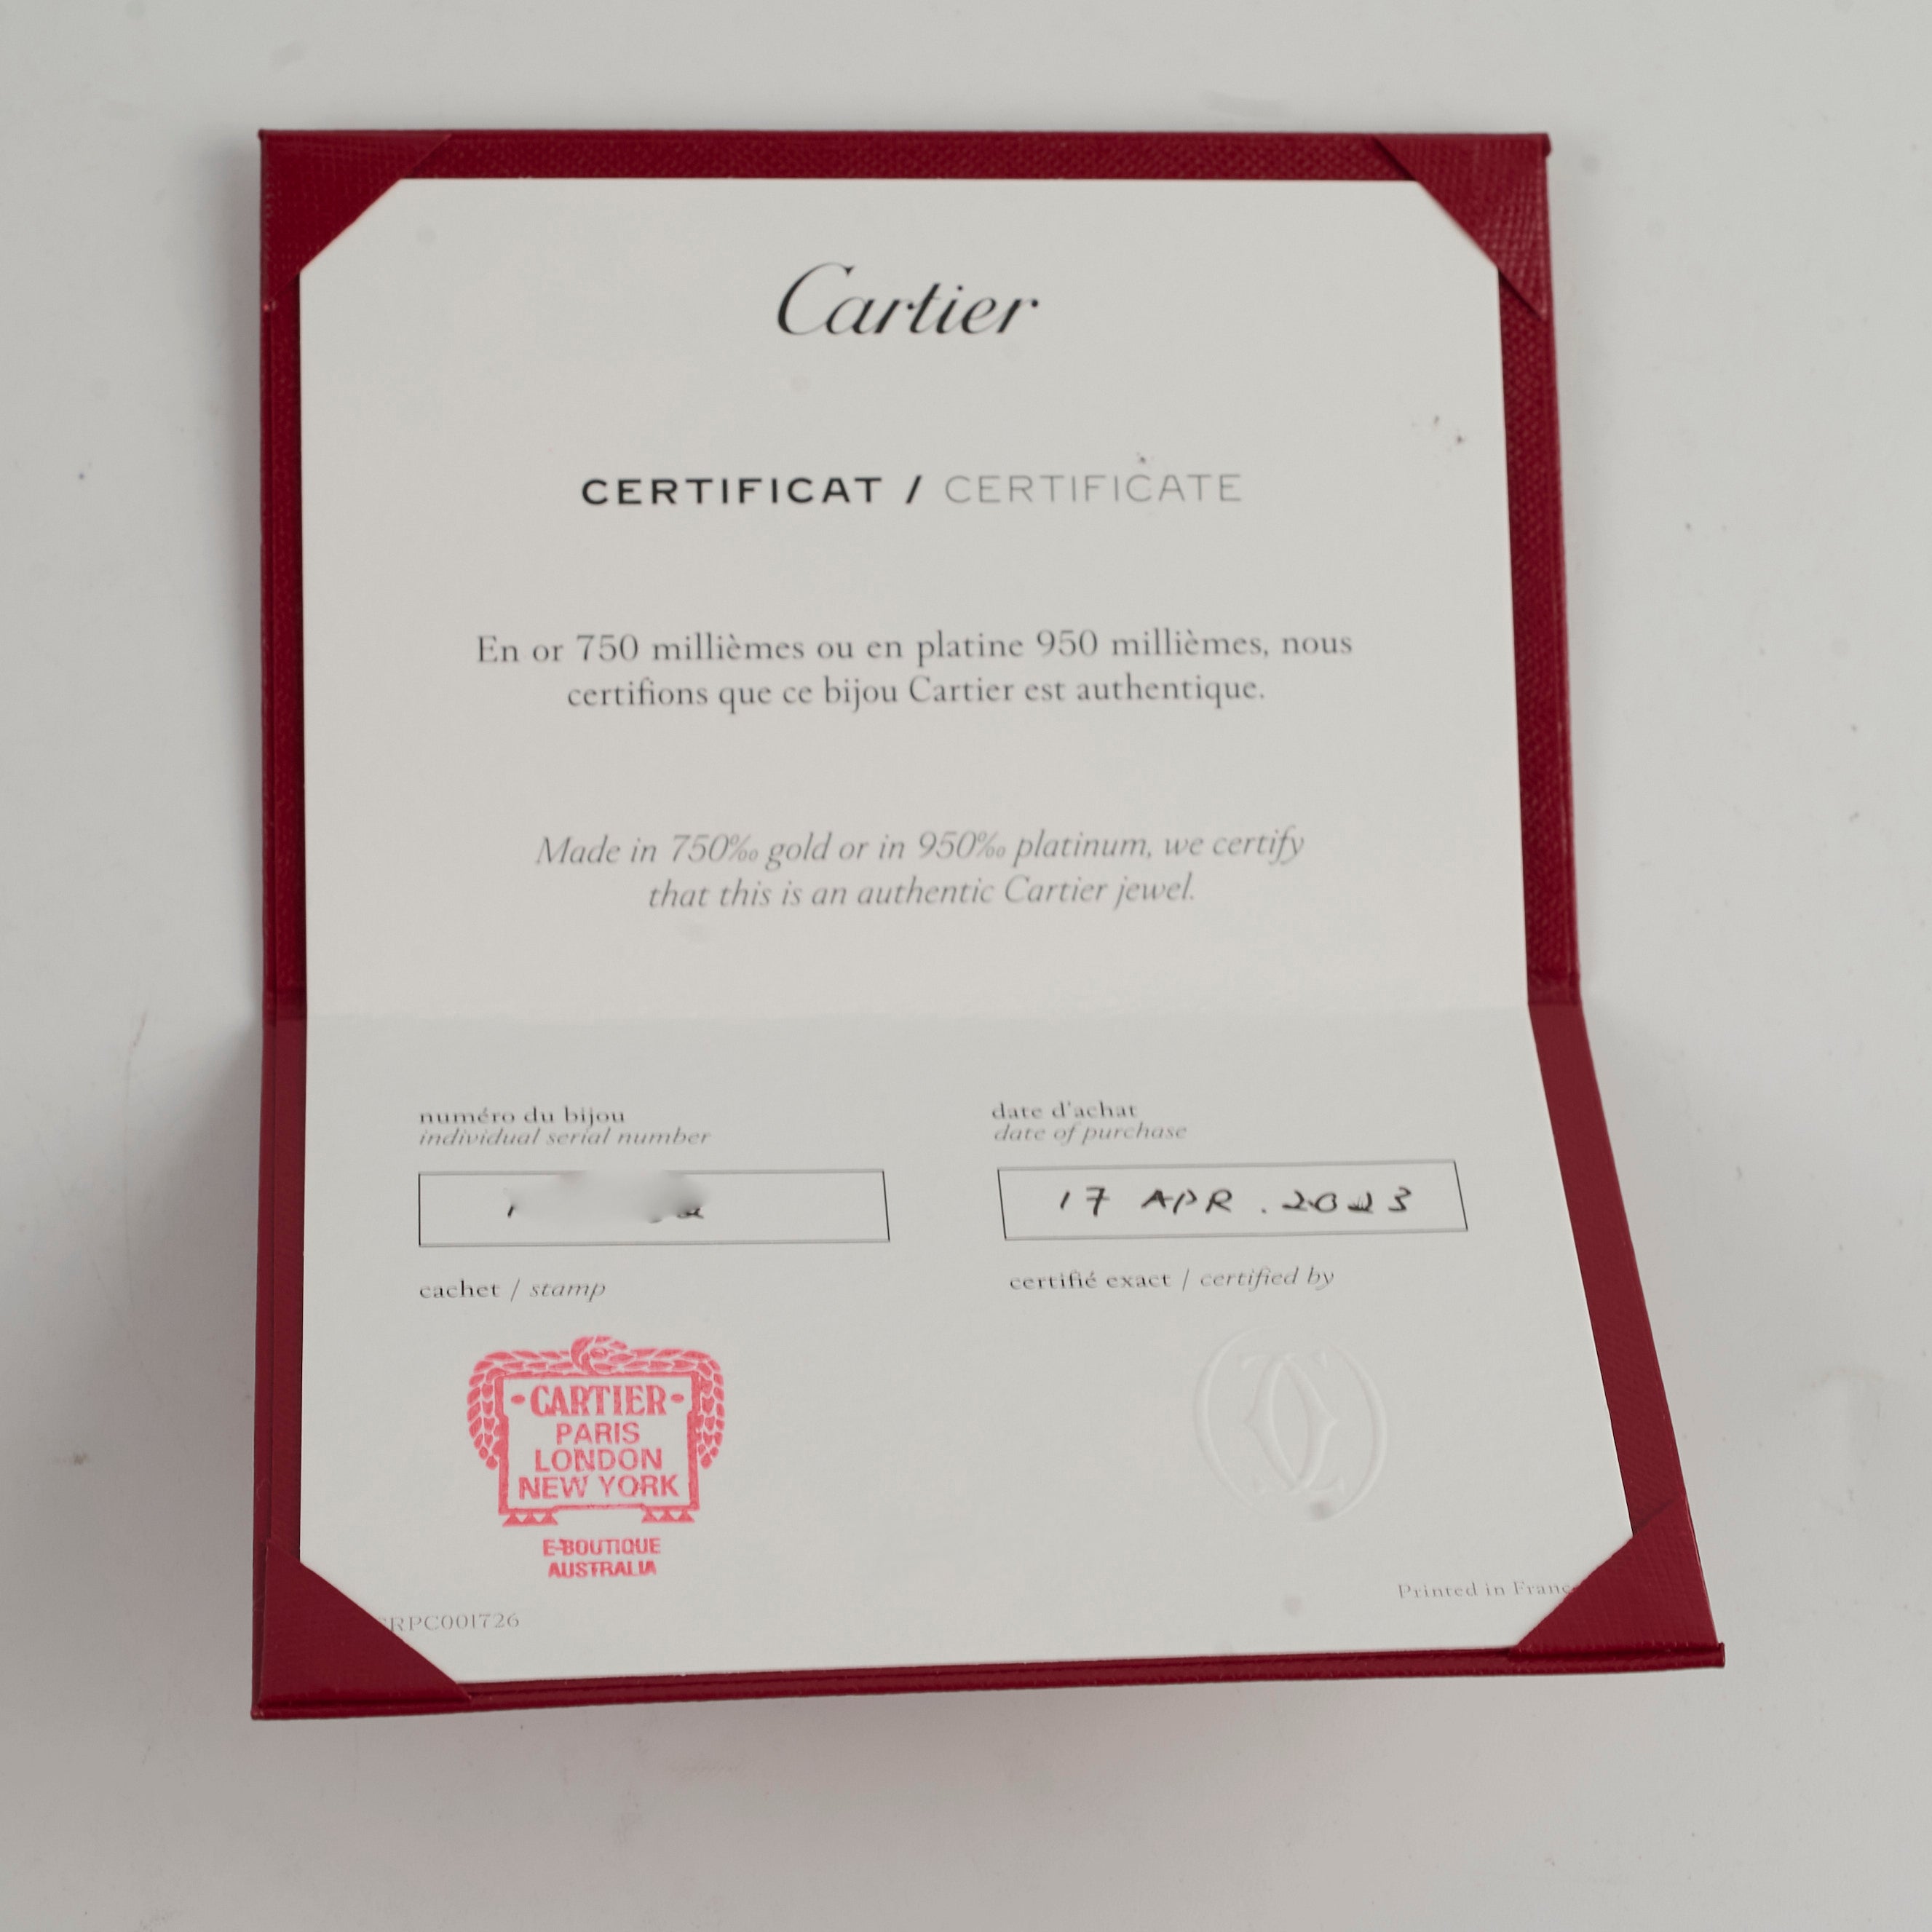 Cartier
CERTIFICAT / CERTIFICATE
En or 750 millièmes ou en platine 950 millièmes, nous
certifions que ce bijou Cartier est authentique.
Made in 750‰ gold or in 950‰ platinum, we certify
that this is an authentic Cartier jewel.
numéro du bijou
individual serial number
date d'achat
date of purchase
17 APR . 2023
cachet / stamp
certifié exact / certified by
CARTIER
PARIS
LONDON
NEW YORK
E-BOUTIQUE
AUSTRALIA
RPC001726
Printed in Franc